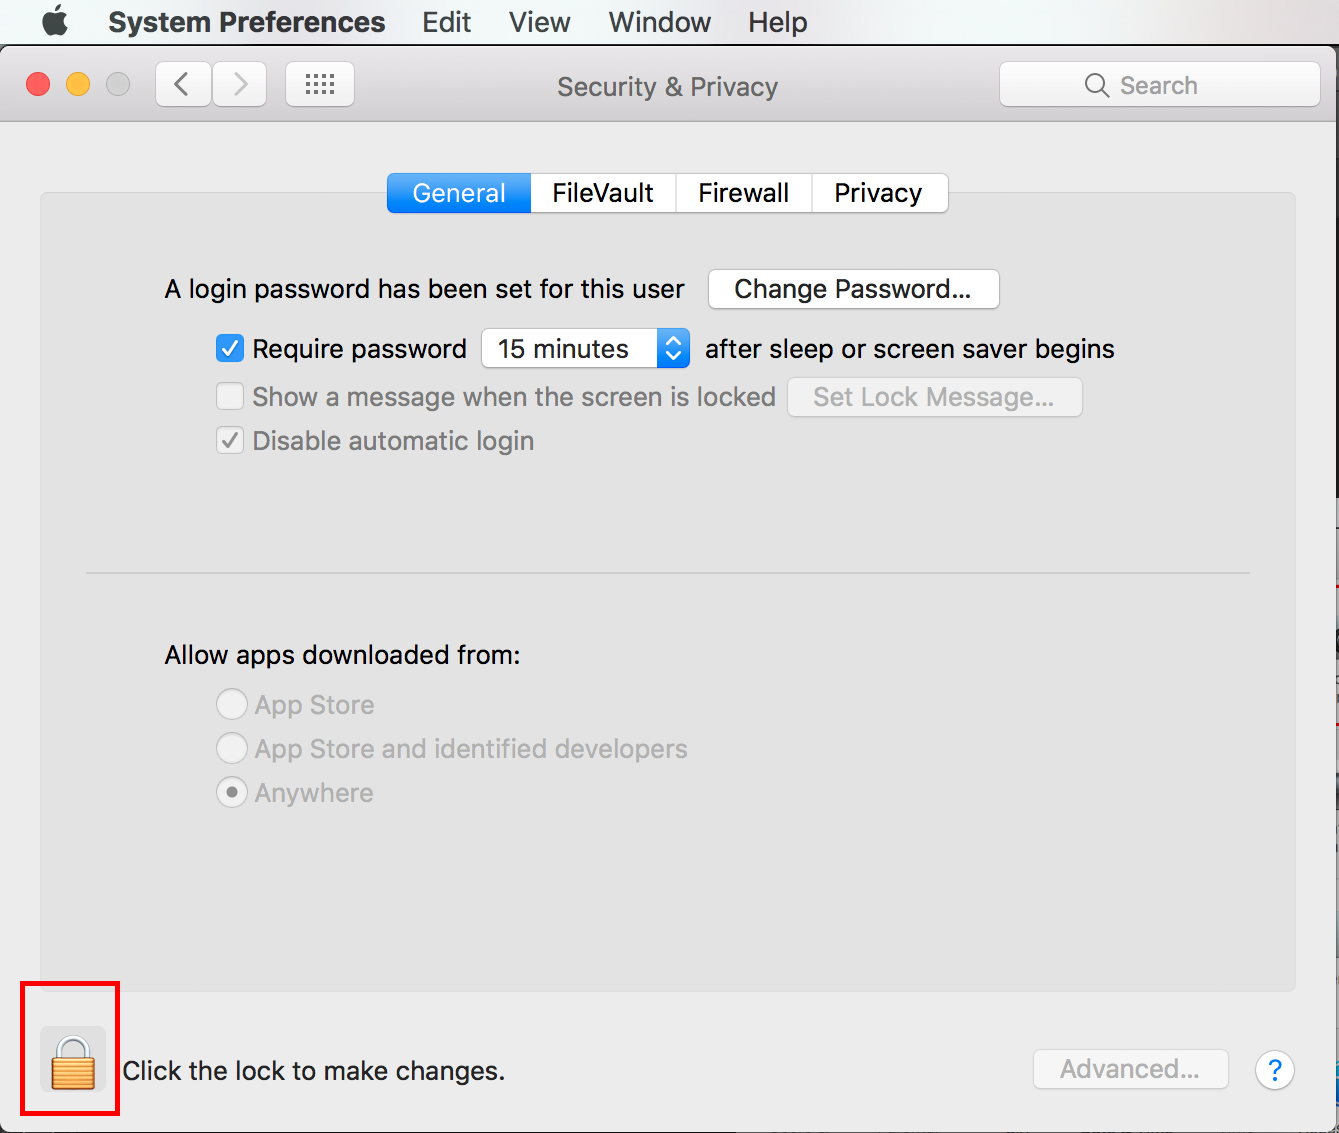 System Preferences Edit View Window Help
Security & Privacy Search
General FileVault Firewall Privacy
A login password has been set for this user Change Password...
Require password 15 minutes after sleep or screen saver begins
Show a message when the screen is locked Set Lock Message...
Disable automatic login
Allow apps downloaded from:
App Store
App Store and identified developers
Anywhere
Click the lock to make changes. Advanced... ?